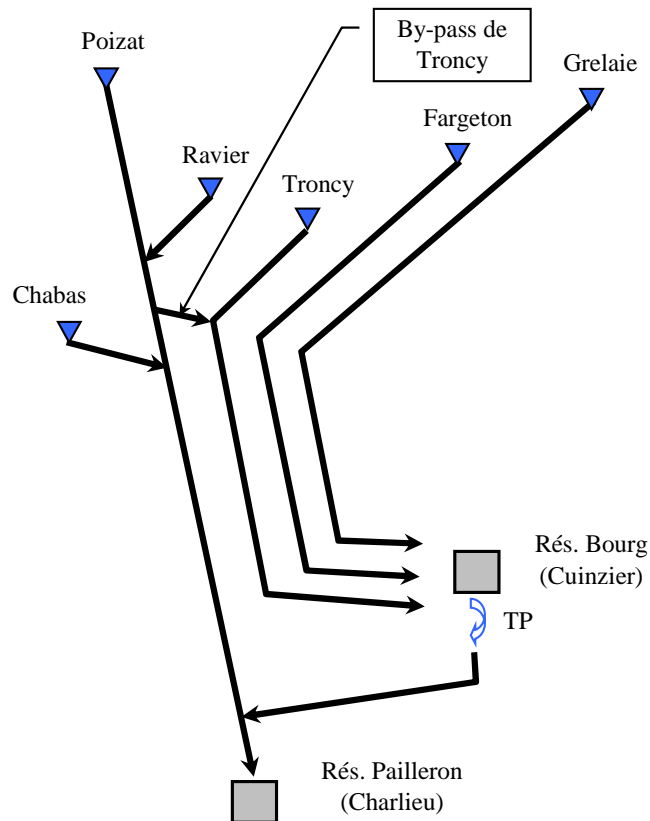 Poizat
By-pass de
Troncy
Grelaie
Fargeton
Ravier
Troncy
Chabas
Rés. Bourg
(Cuinzier)
TP
Rés. Pailleron
(Charlieu)